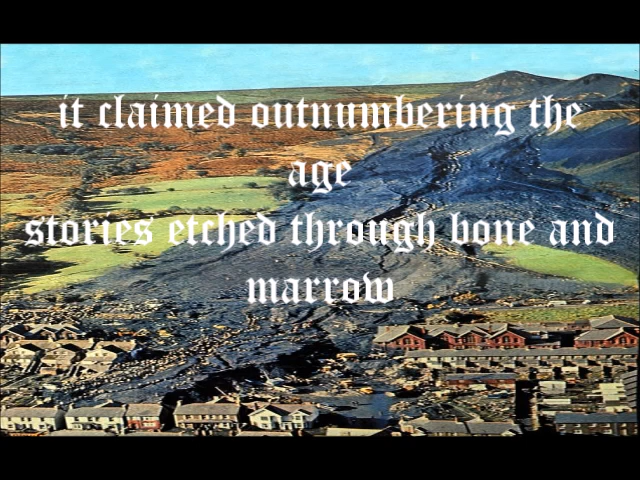 it claimed outnumbering the
age
stories etched through bone and
marrow